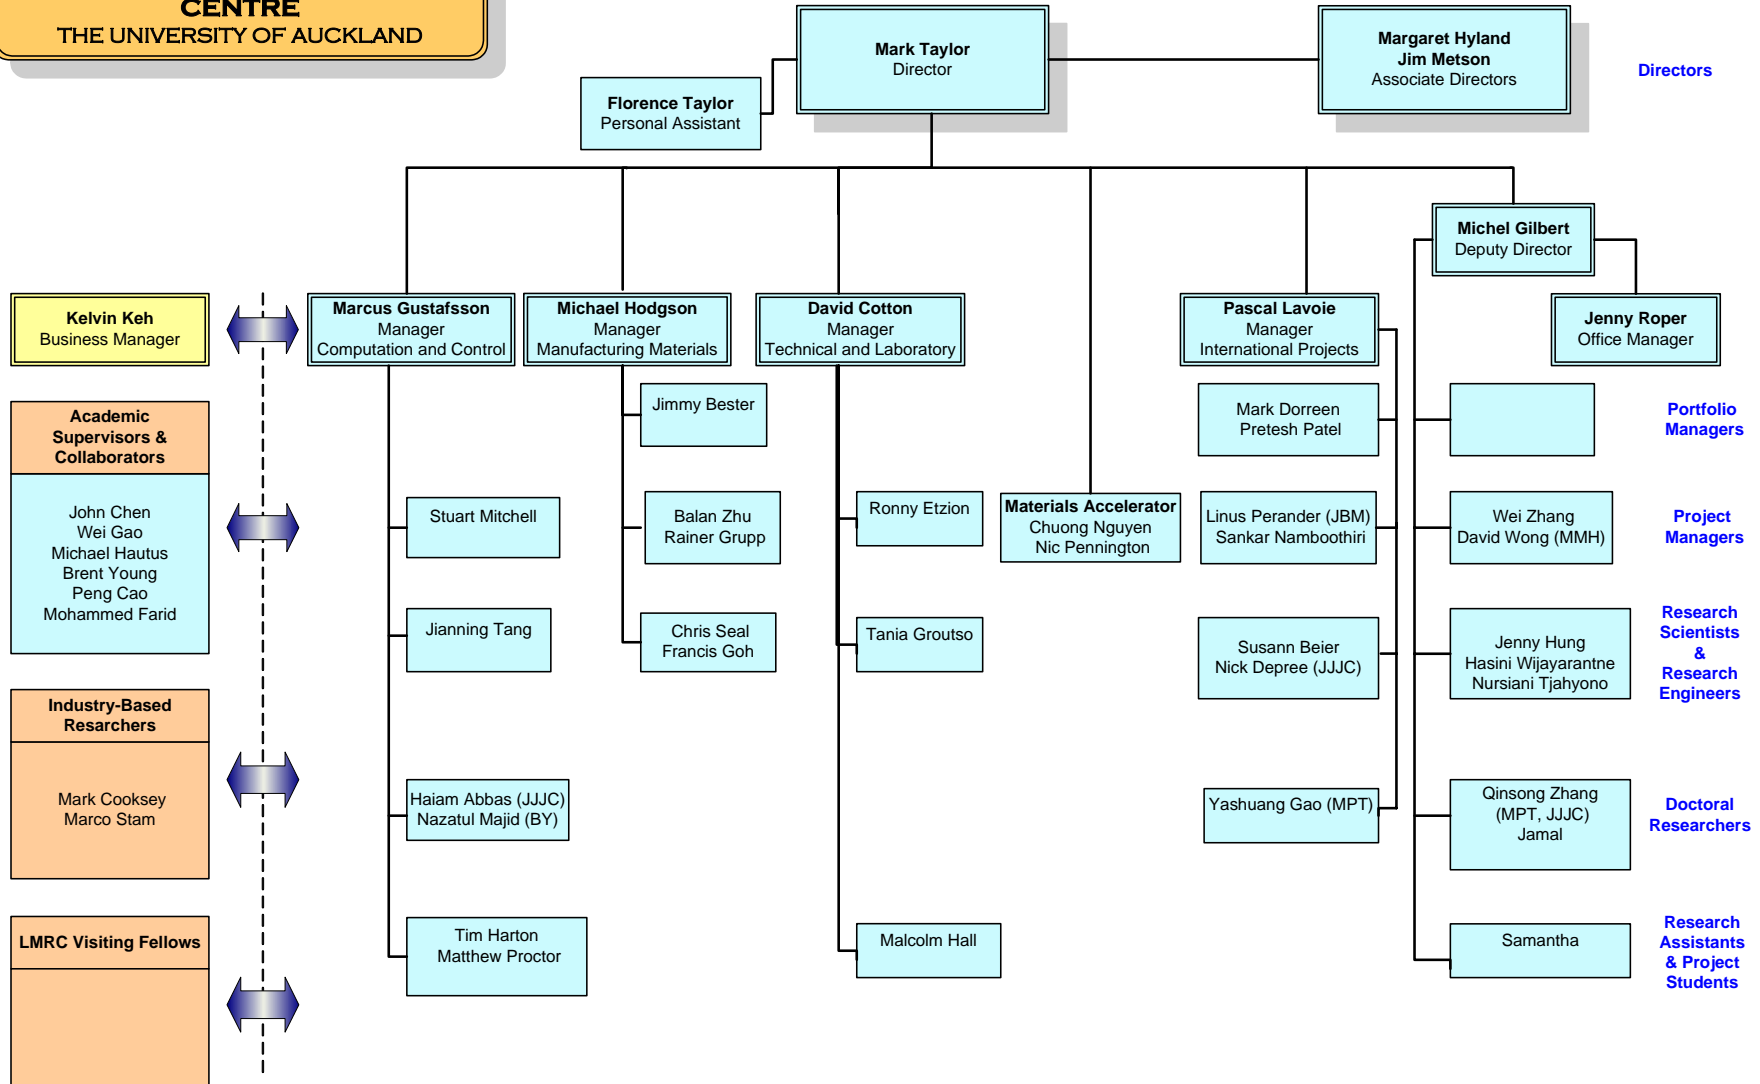 CENTRE
THE UNIVERSITY OF AUCKLAND
Mark Taylor
Director
Margaret Hyland
Jim Metson
Associate Directors
Directors
Florence Taylor
Personal Assistant
Michel Gilbert
Deputy Director
Kelvin Keh
Business Manager
Marcus Gustafsson
Manager
Computation and Control
Michael Hodgson
Manager
Manufacturing Materials
David Cotton
Manager
Technical and Laboratory
Pascal Lavoie
Manager
International Projects
Jenny Roper
Office Manager
Academic
Supervisors &
Collaborators
John Chen
Wei Gao
Michael Hautus
Brent Young
Peng Cao
Mohammed Farid
Jimmy Bester
Mark Dorreen
Pretesh Patel
Portfolio
Managers
Stuart Mitchell
Balan Zhu
Rainer Grupp
Ronny Etzion
Materials Accelerator
Chuong Nguyen
Nic Pennington
Linus Perander (JBM)
Sankar Namboothiri
Wei Zhang
David Wong (MMH)
Project
Managers
Jianning Tang
Chris Seal
Francis Goh
Tania Groutso
Susann Beier
Nick Depree (JJJC)
Jenny Hung
Hasini Wijayarantne
Nursiani Tjahyono
Research
Scientists
&
Research
Engineers
Industry-Based
Resarchers
Mark Cooksey
Marco Stam
Haiam Abbas (JJJC)
Nazatul Majid (BY)
Yashuang Gao (MPT)
Qinsong Zhang
(MPT, JJJC)
Jamal
Doctoral
Researchers
LMRC Visiting Fellows
Tim Harton
Matthew Proctor
Malcolm Hall
Samantha
Research
Assistants
& Project
Students